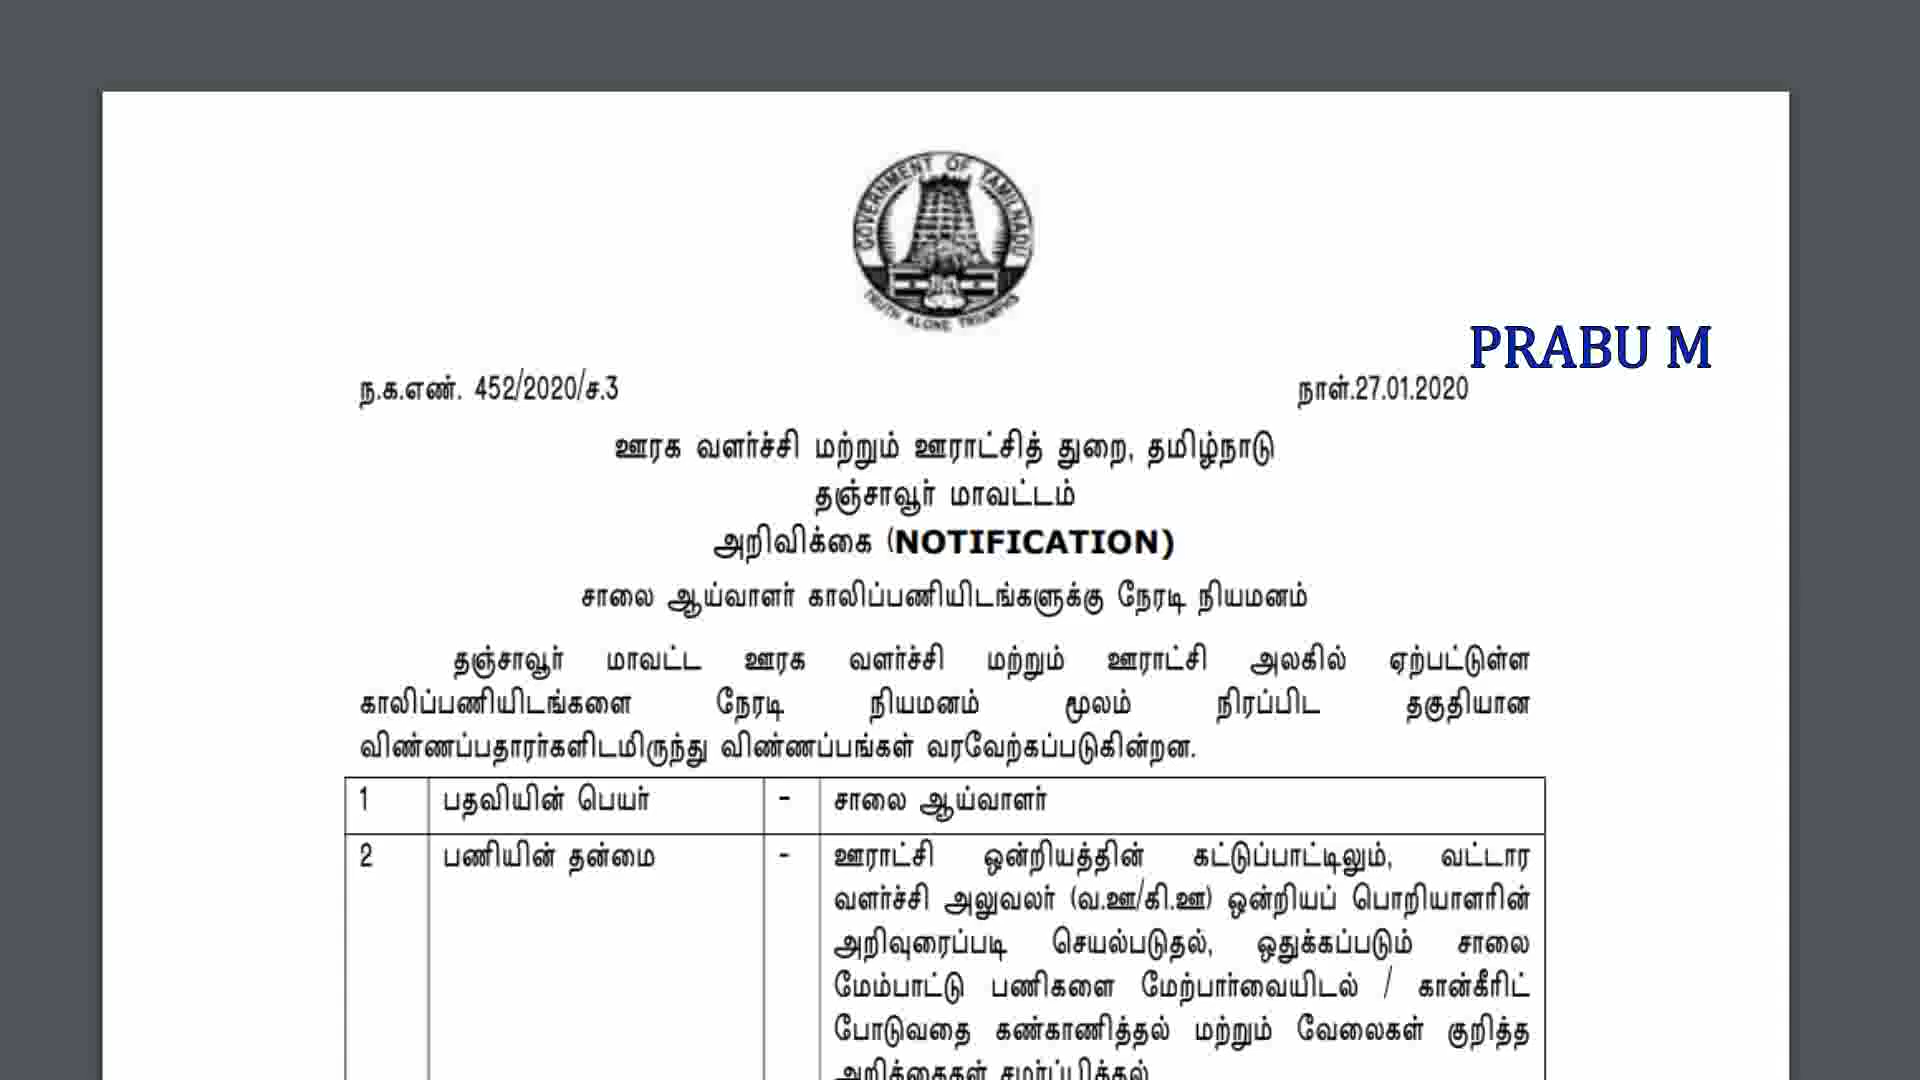 GOVERNMENT OF TAMILNADU
TRUTH ALONE TRIUMPHS
PRABU M
ந.க.எண். 452/2020/ச.3 நாள்.27.01.2020
ஊரக வளர்ச்சி மற்றும் ஊராட்சித் துறை, தமிழ்நாடு
தஞ்சாவூர் மாவட்டம்
அறிவிக்கை (NOTIFICATION)
சாலை ஆய்வாளர் காலிப்பணியிடங்களுக்கு நேரடி நியமனம்
தஞ்சாவூர் மாவட்ட ஊரக வளர்ச்சி மற்றும் ஊராட்சி அலகில் ஏற்பட்டுள்ள
காலிப்பணியிடங்களை நேரடி நியமனம் மூலம் நிரப்பிட தகுதியான
விண்ணப்பதாரர்களிடமிருந்து விண்ணப்பங்கள் வரவேற்கப்படுகின்றன.
1 பதவியின் பெயர் - சாலை ஆய்வாளர்
2 பணியின் தன்மை - ஊராட்சி ஒன்றியத்தின் கட்டுப்பாட்டிலும், வட்டார
வளர்ச்சி அலுவலர் (வ.ஊ/கி.ஊ) ஒன்றியப் பொறியாளரின்
அறிவுரைப்படி செயல்படுதல், ஒதுக்கப்படும் சாலை
மேம்பாட்டு பணிகளை மேற்பார்வையிடல் / கான்கீரிட்
போடுவதை கண்காணித்தல் மற்றும் வேலைகள் குறித்த
அறிக்கைகள் சமர்ப்பிக்கல்